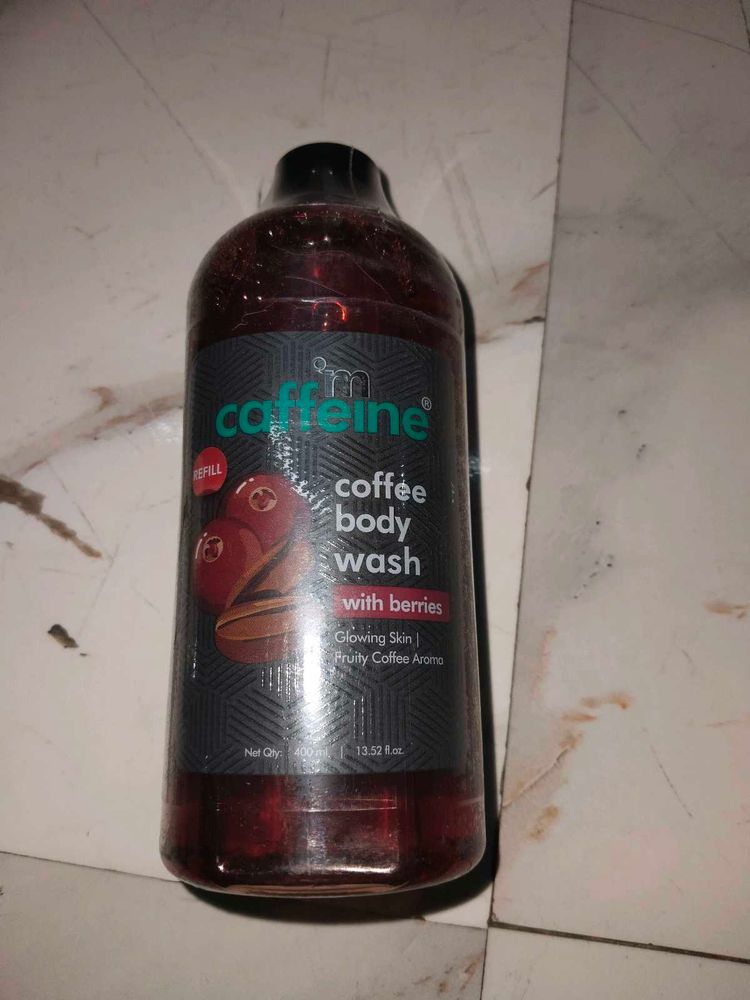 m
caffeine®
REFILL
coffee
body
wash
with berries
Glowing Skin |
Fruity Coffee Aroma
Net Qty: 400 ml | 13.52 fl.oz.